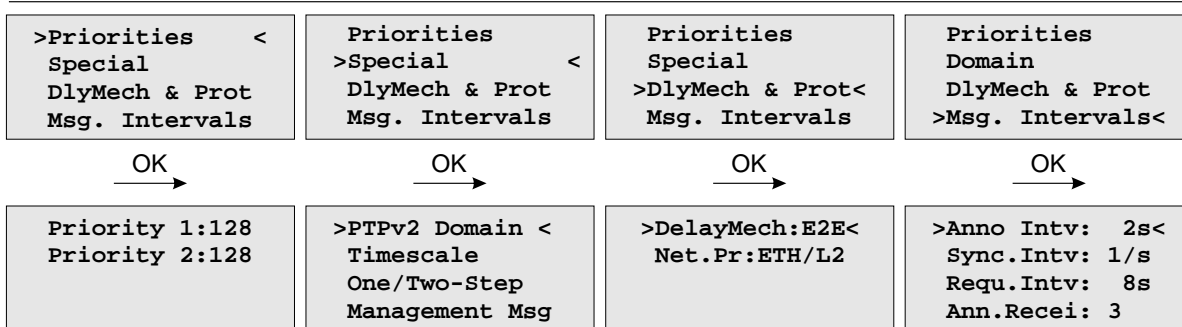 >Priorities <
Special
DlyMech & Prot
Msg. Intervals
Priorities
>Special <
DlyMech & Prot
Msg. Intervals
Priorities
Special
>DlyMech & Prot<
Msg. Intervals
Priorities
Domain
DlyMech & Prot
>Msg. Intervals<
OK
OK
OK
OK
Priority 1:128
Priority 2:128
>PTPv2 Domain <
Timescale
One/Two-Step
Management Msg
>DelayMech:E2E<
Net.Pr:ETH/L2
>Anno Intv: 2s<
Sync.Intv: 1/s
Requ.Intv: 8s
Ann.Recei: 3